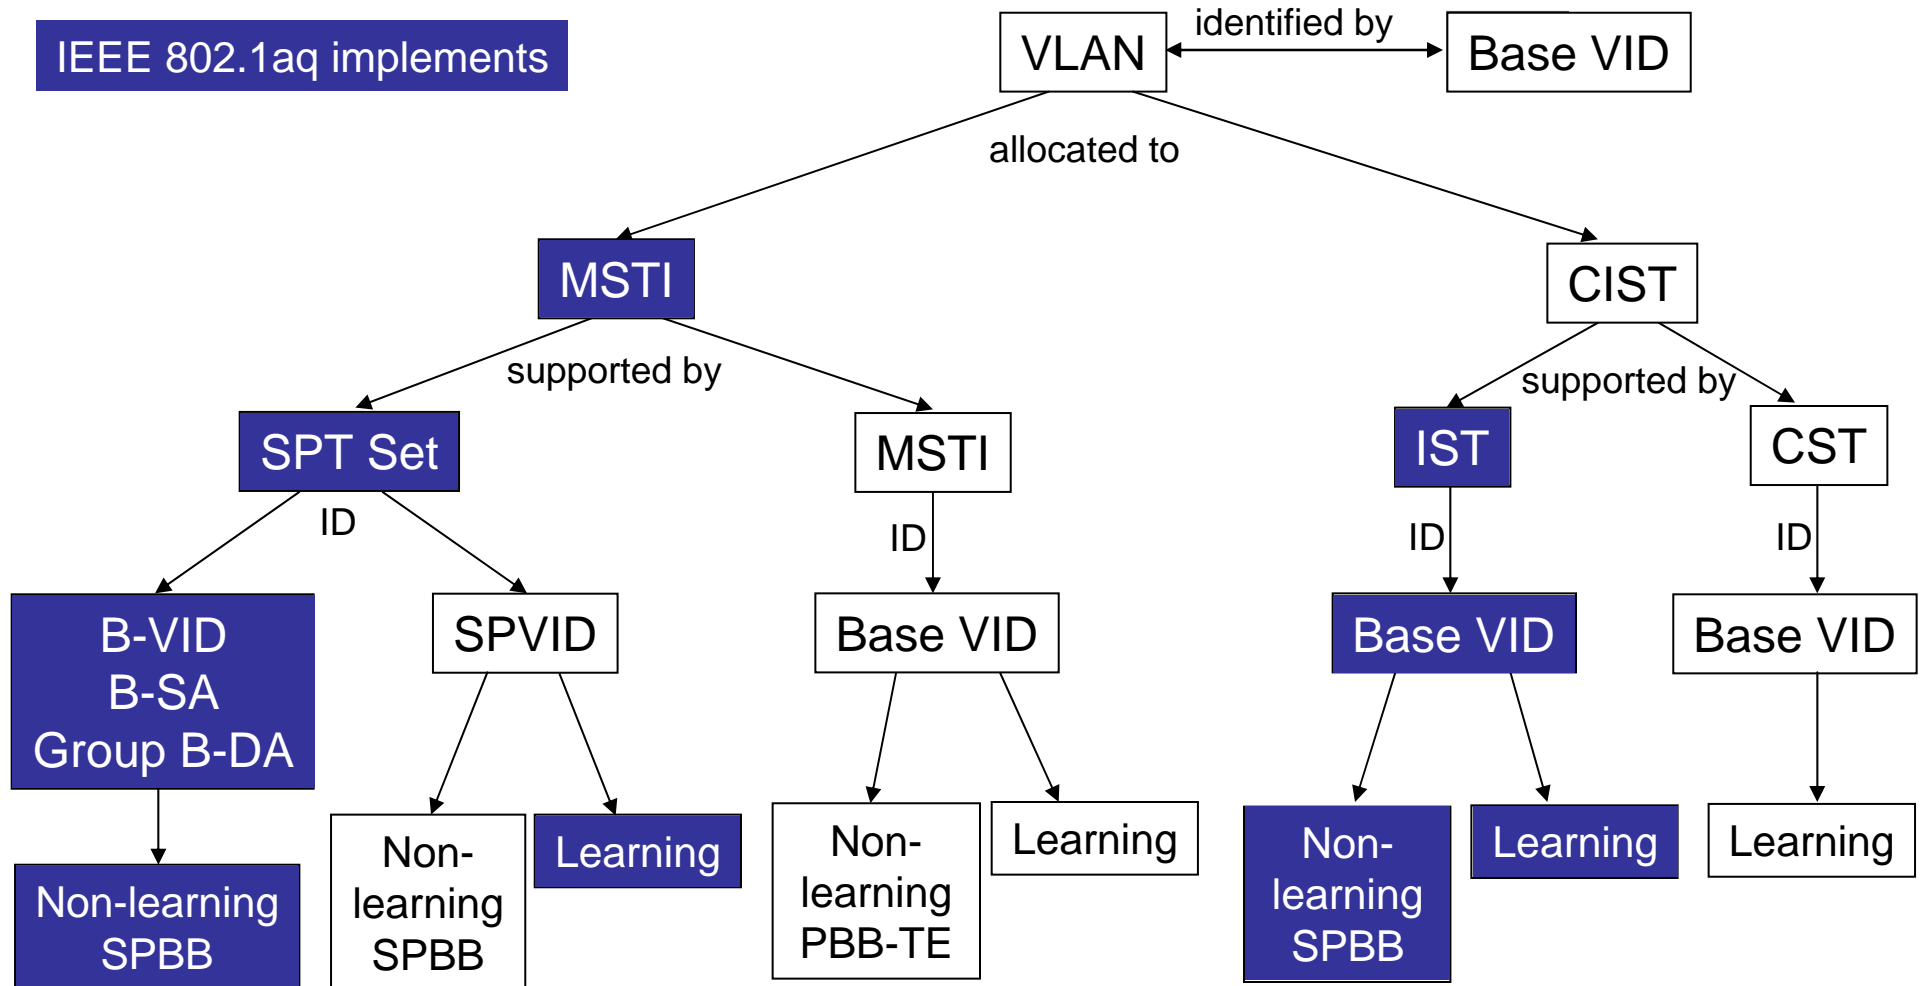 IEEE 802.1aq implements
VLAN
identified by
Base VID
allocated to
MSTI
CIST
supported by
supported by
SPT Set
MSTI
IST
CST
ID
ID
ID
ID
B-VID
B-SA
Group B-DA
SPVID
Base VID
Base VID
Base VID
Non-learning
SPBB
Non-
learning
SPBB
Learning
Non-
learning
PBB-TE
Learning
Non-
learning
SPBB
Learning
Learning